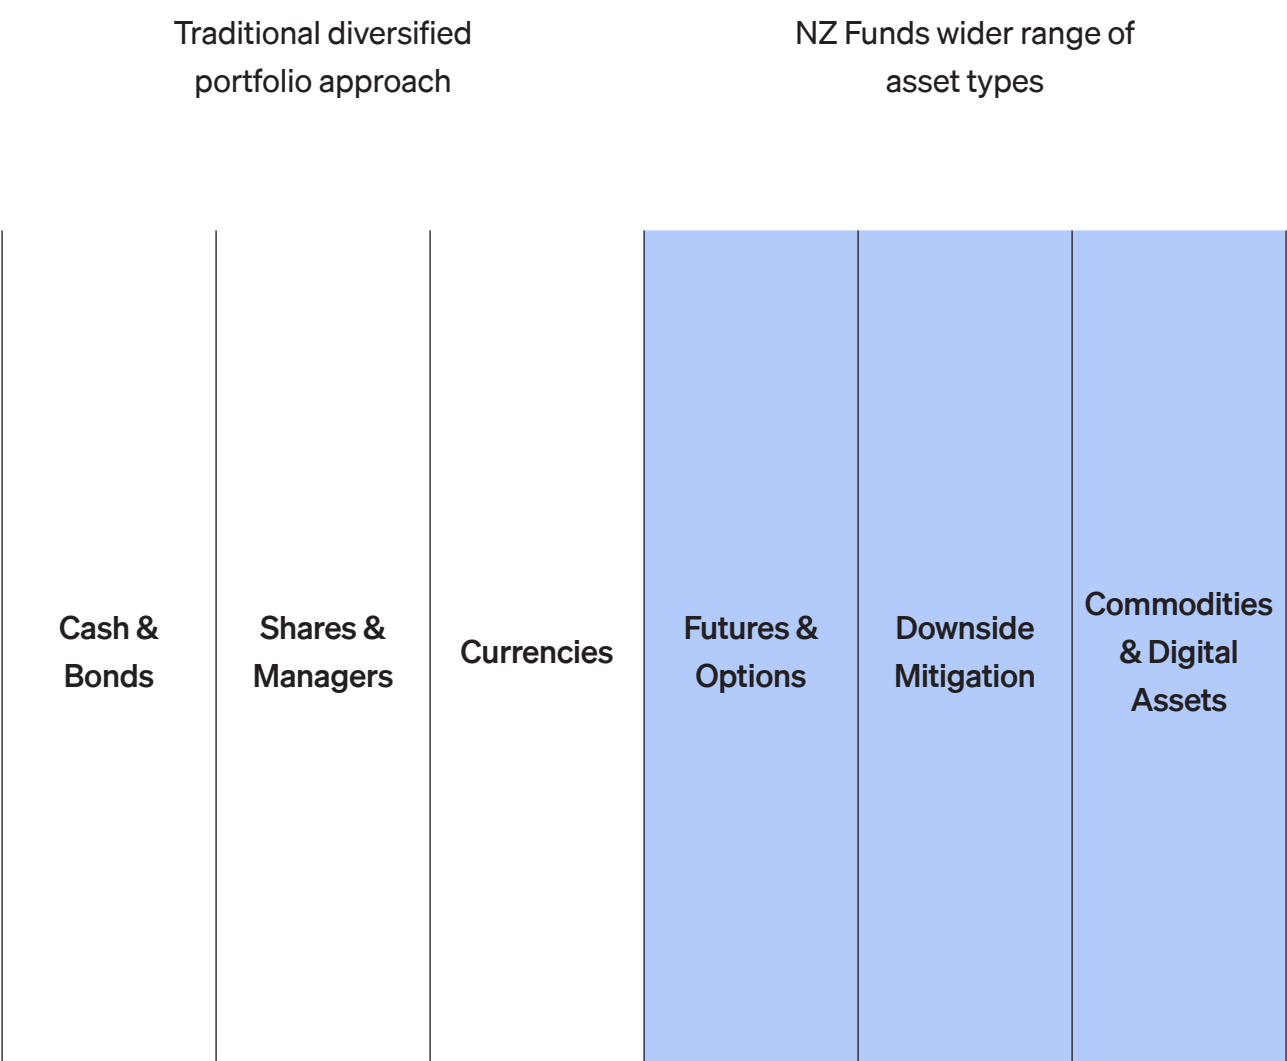 Traditional diversified
portfolio approach
NZ Funds wider range of
asset types
Cash &
Bonds
Shares &
Managers
Currencies
Futures &
Options
Downside
Mitigation
Commodities
& Digital
Assets